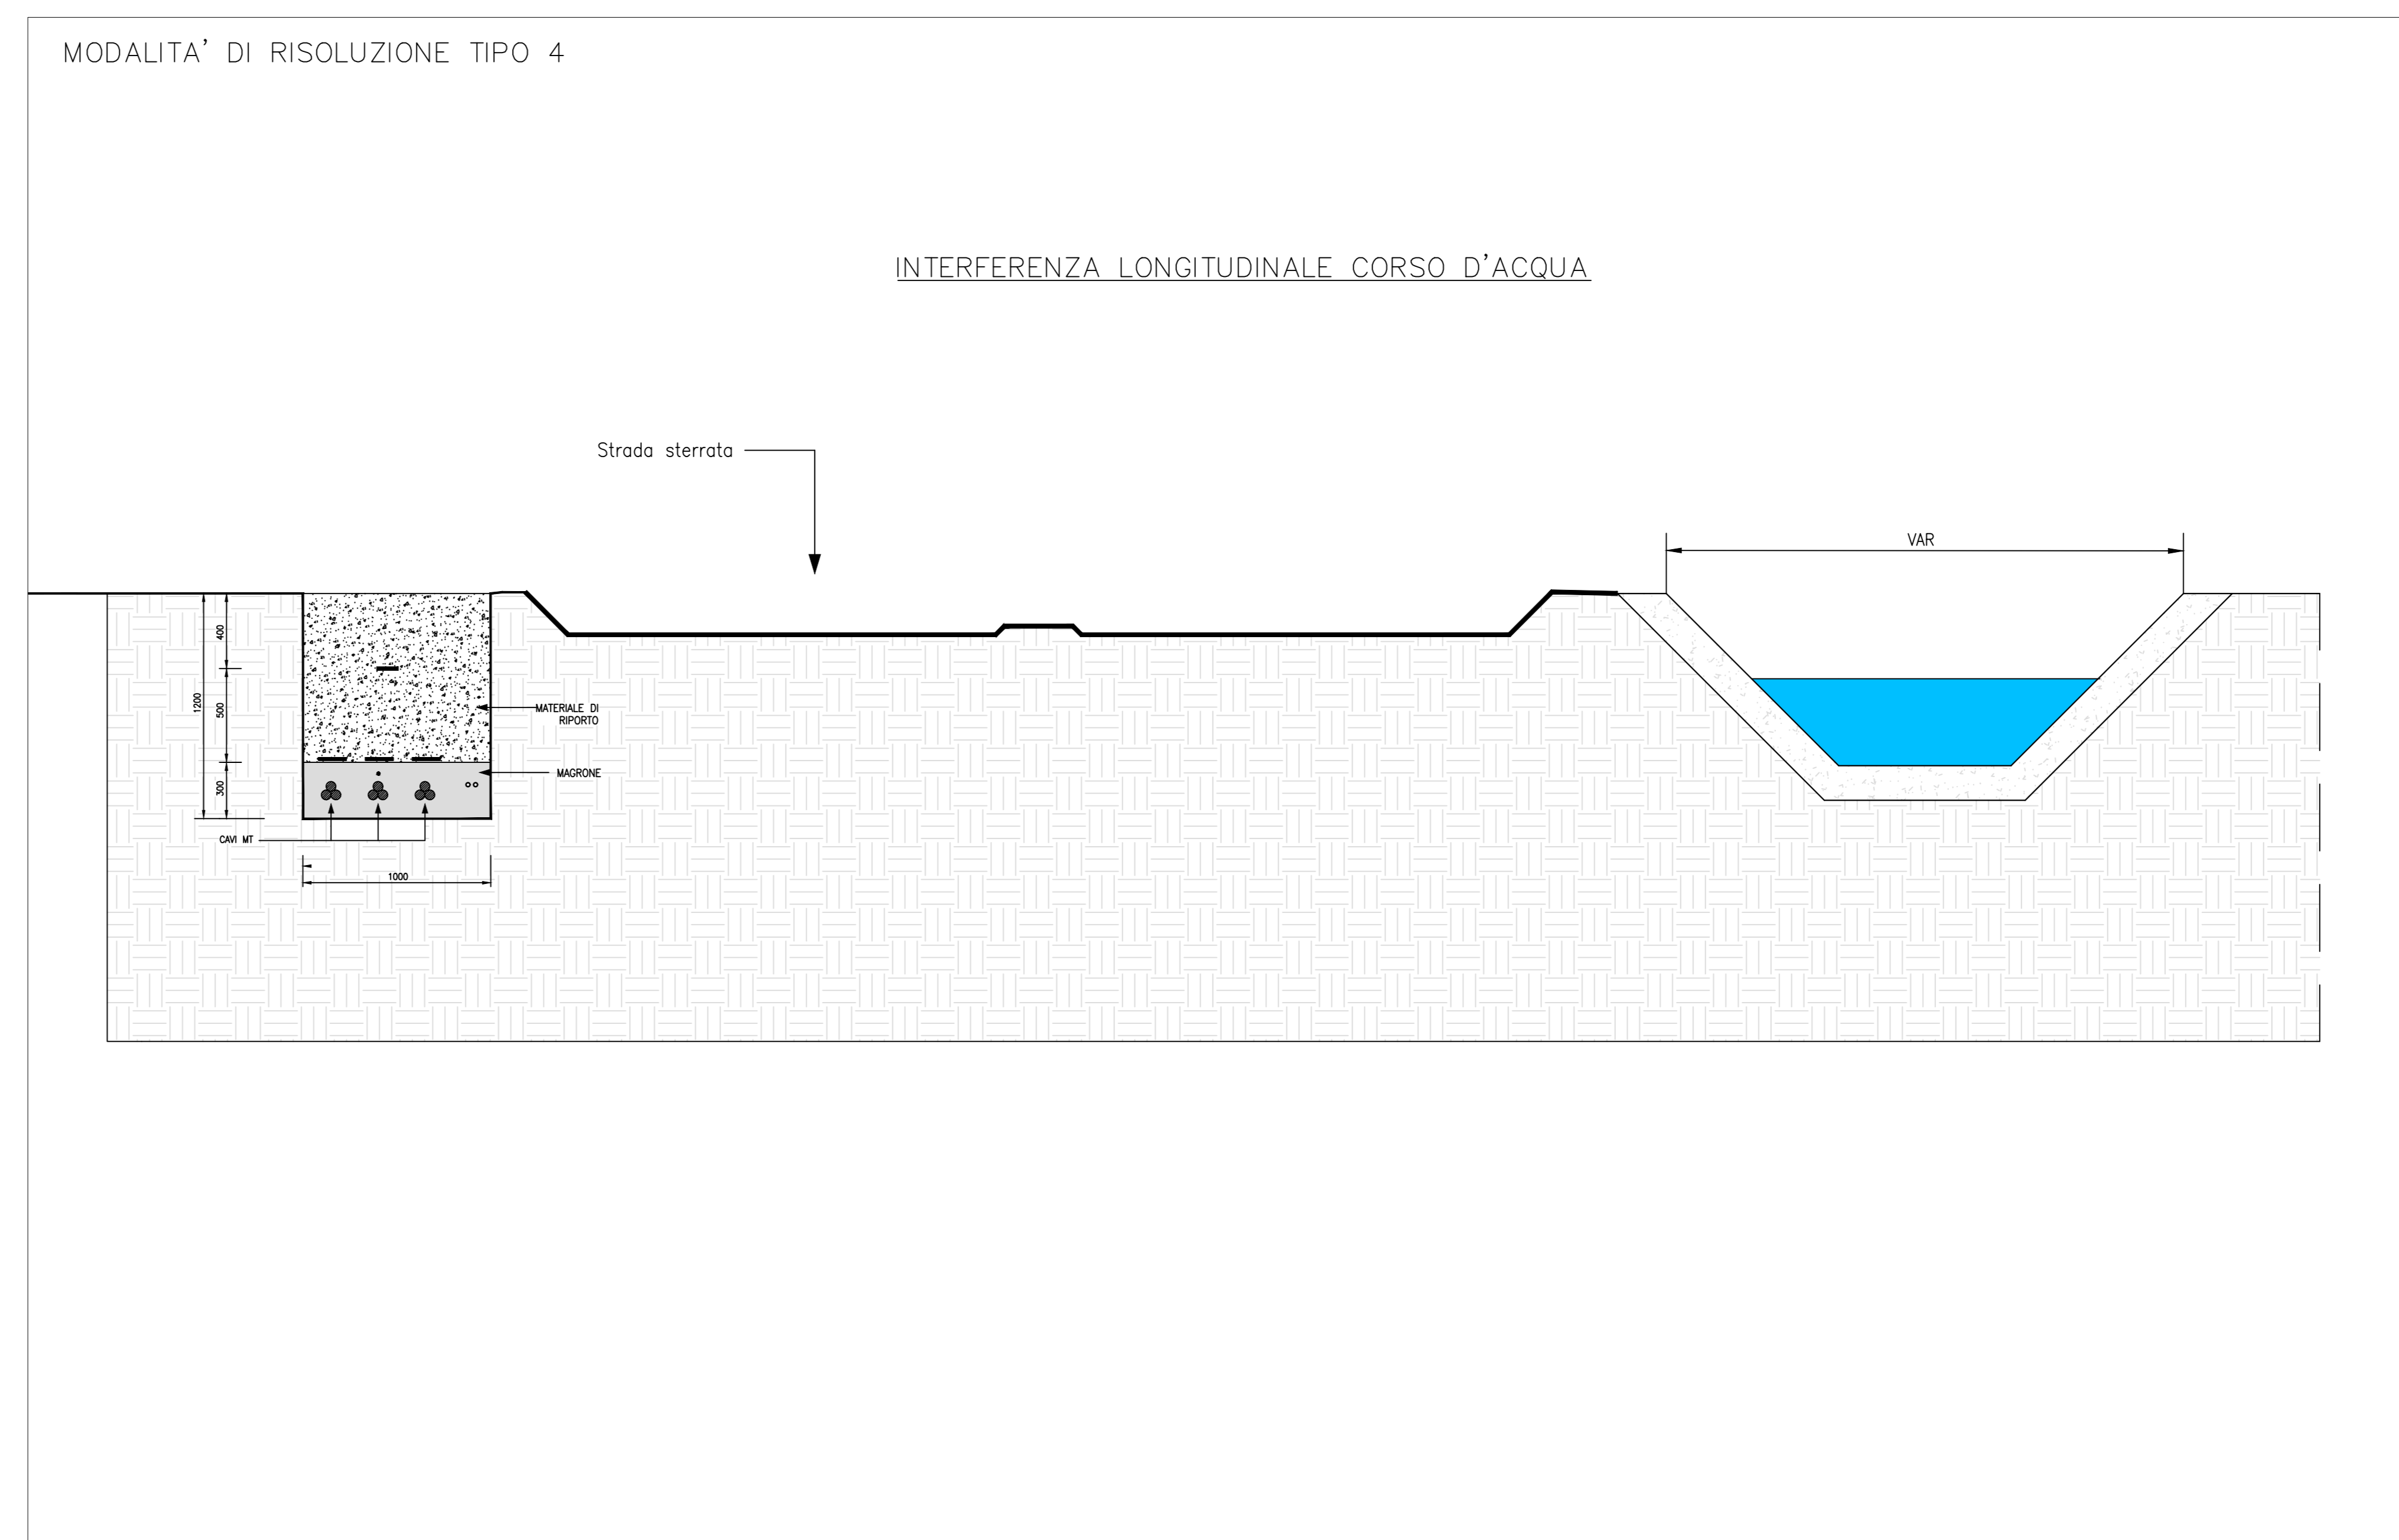 MODALITA' DI RISOLUZIONE TIPO 4
INTERFERENZA LONGITUDINALE CORSO D'ACQUA
Strada sterrata
VAR
400
1200
500
MATERIALE DI
RIPORTO
MAGRONE
300
CAVI MT
1000